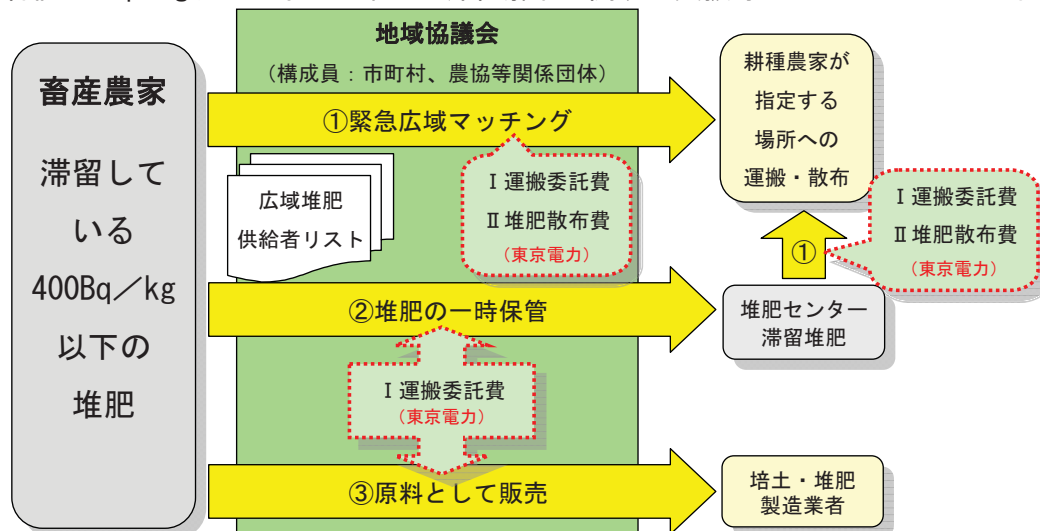 地域協議会
（構成員：市町村、農協等関係団体）
畜産農家
滞留して
いる
400Bq／kg
以下の
堆肥
①緊急広域マッチング
広域堆肥
供給者リスト
Ⅰ運搬委託費
Ⅱ堆肥散布費
（東京電力）
耕種農家が
指定する
場所への
運搬・散布
①
Ⅰ運搬委託費
Ⅱ堆肥散布費
（東京電力）
②堆肥の一時保管
堆肥センター
滞留堆肥
Ⅰ運搬委託費
（東京電力）
③原料として販売
培土・堆肥
製造業者